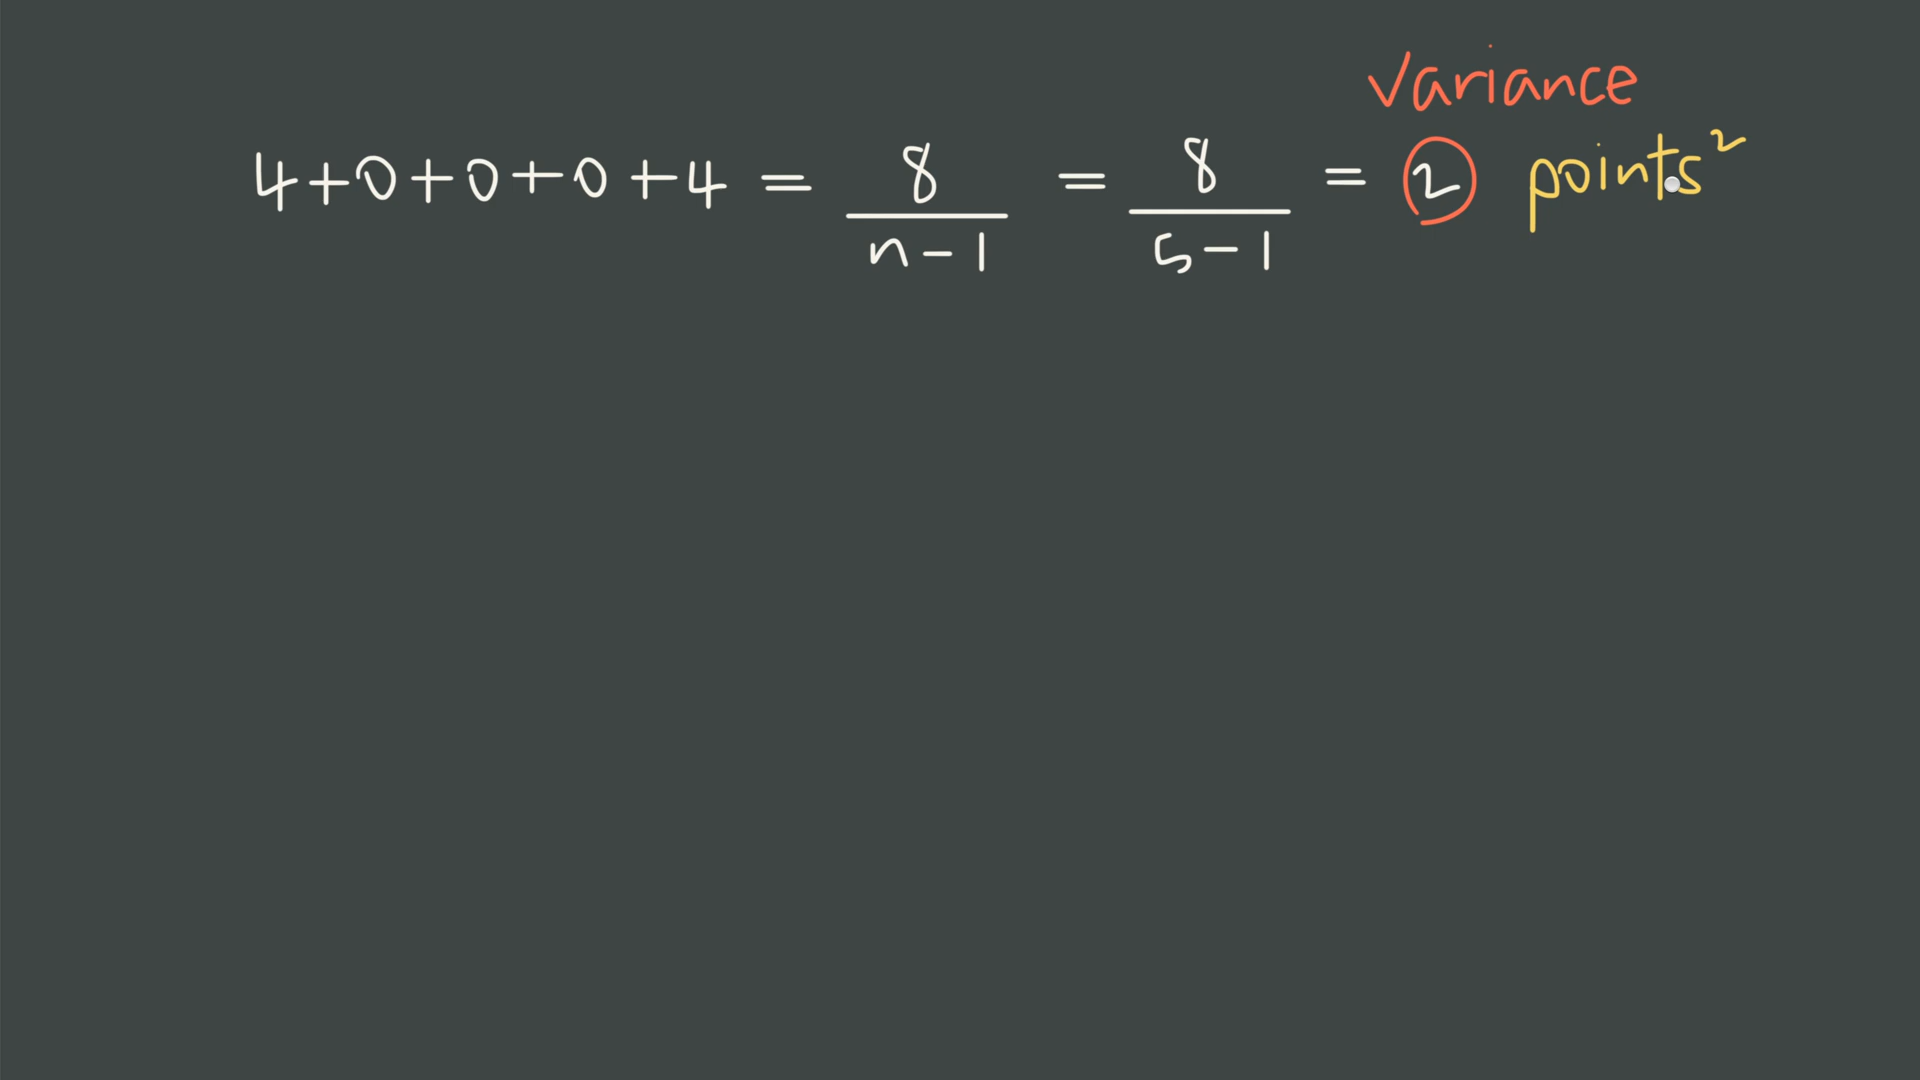 variance
4+0+0+0+4 = 8/(n-1) = 8/(5-1) = 2 points²